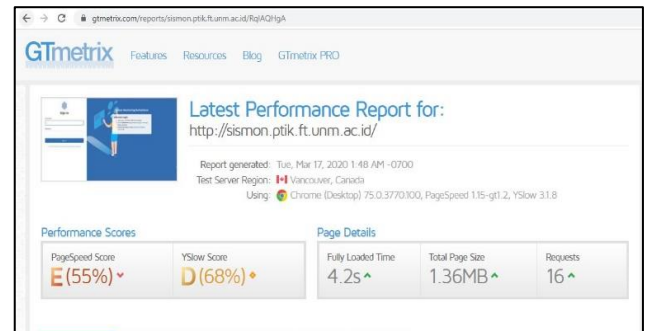 gtmetrix.com/reports/sismon.ptik.ft.unm.ac.id/RqIAQHgA
GTmetrix Features Resources Blog GTmetrix PRO
Latest Performance Report for:
http://sismon.ptik.ft.unm.ac.id/
Report generated: Tue, Mar 17, 2020 1:48 AM -0700
Test Server Region: Vancouver, Canada
Using: Chrome (Desktop) 75.0.3770.100, PageSpeed 1.15-gt1.2, YSlow 3.1.8
Performance Scores
PageSpeed Score
E (55%)
YSlow Score
D (68%)
Page Details
Fully Loaded Time
4.2s
Total Page Size
1.36MB
Requests
16